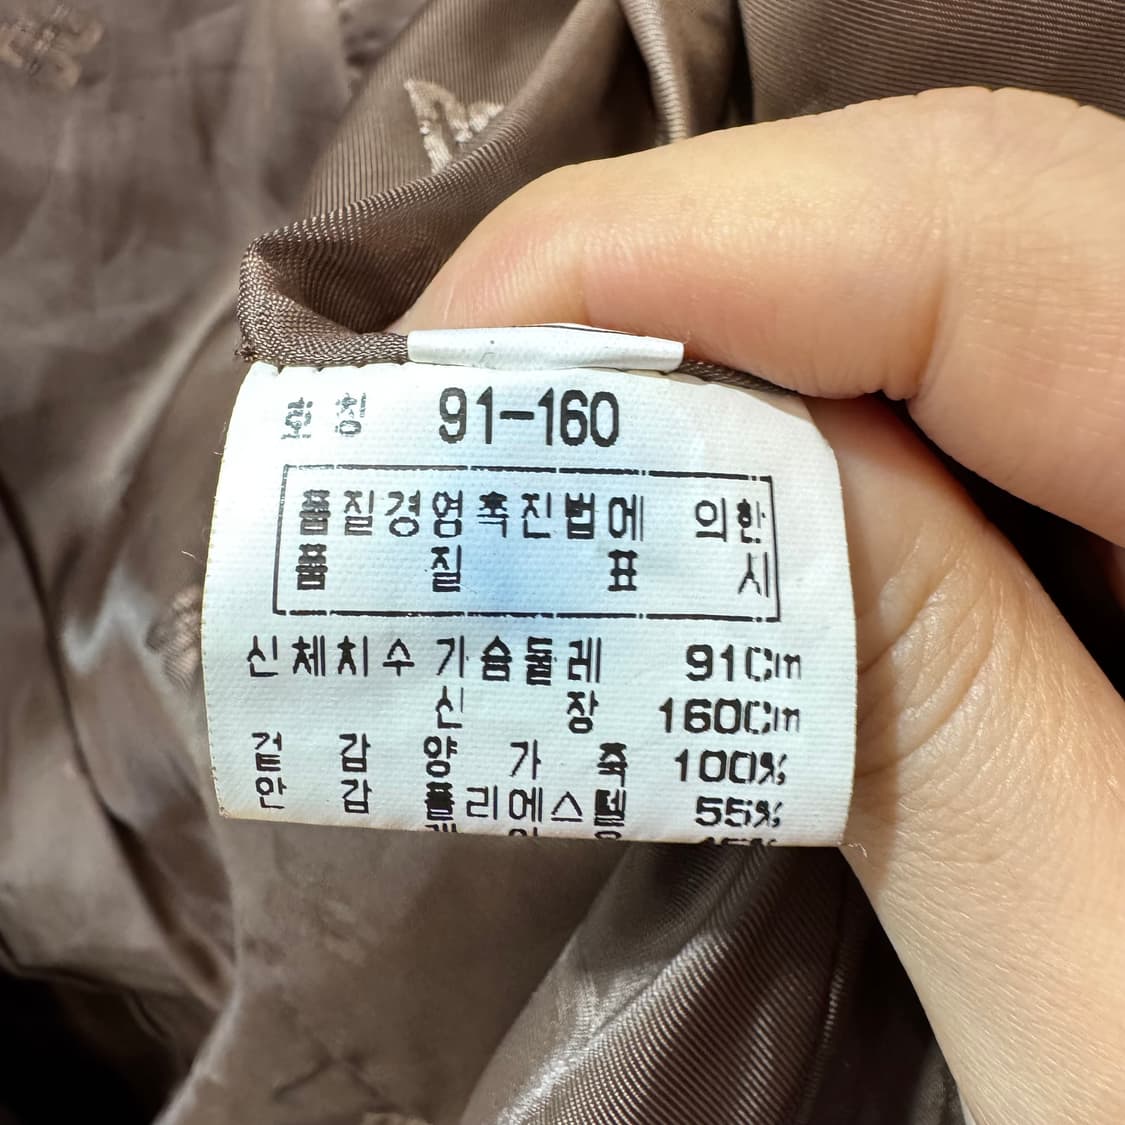 호 칭 91-160
품질경영촉진법에 의한
품 질 표 시
신체치수 가슴둘레 91Cm
신 장 160Cm
겉 감 양 가 죽 100%
안 감 폴리에스텔 55%